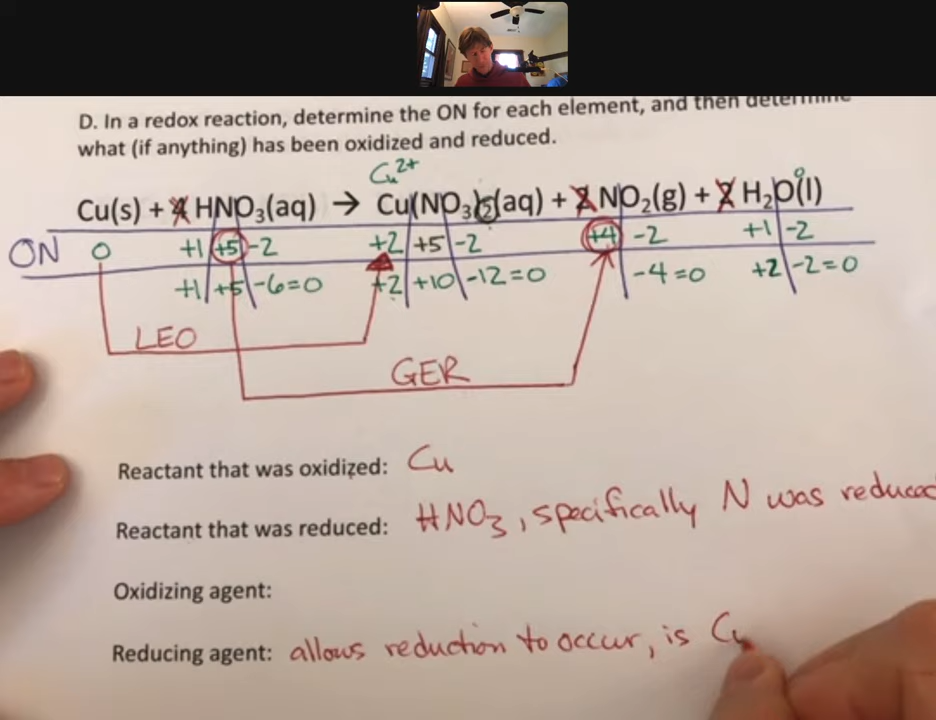 D. In a redox reaction, determine the ON for each element, and then determine
what (if anything) has been oxidized and reduced.
Cu²⁺
Cu(s) + 4 HNO₃(aq) → Cu(NO₃)₂(aq) + 2 NO₂(g) + 2 H₂O(l)
ON 0 +1 +5 -2 +2 +5 -2 +4 -2 +1 -2
+1 +5 -6=0 +2 +10 -12=0 -4=0 +2 -2=0
LEO
GER
Reactant that was oxidized: Cu
Reactant that was reduced: HNO₃, specifically N was reduced
Oxidizing agent:
Reducing agent: allows reduction to occur, is Cu